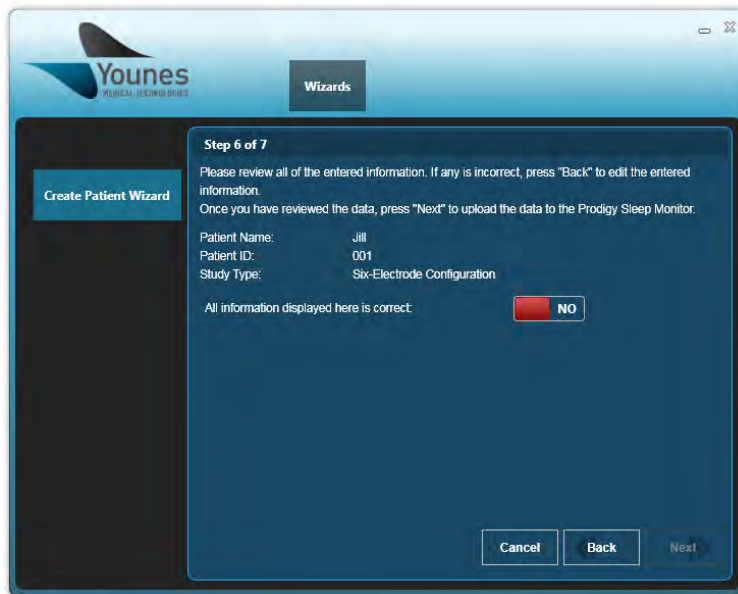 Younes
MEDICAL TECHNOLOGIES
Wizards
Create Patient Wizard
Step 6 of 7
Please review all of the entered information. If any is incorrect, press "Back" to edit the entered
information.
Once you have reviewed the data, press "Next" to upload the data to the Prodigy Sleep Monitor.
Patient Name: Jill
Patient ID: 001
Study Type: Six-Electrode Configuration
All information displayed here is correct: NO
Cancel Back Next